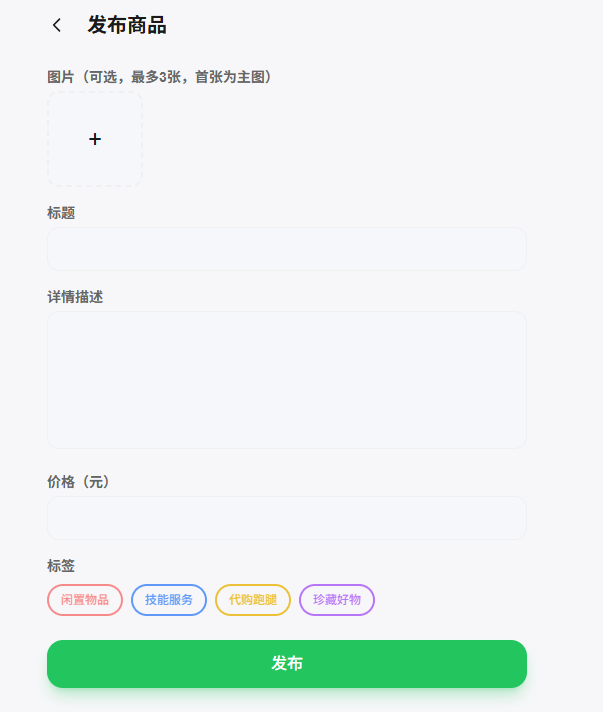 发布商品
图片（可选，最多3张，首张为主图）
+
标题
详情描述
价格（元）
标签
闲置物品 技能服务 代购跑腿 珍藏好物
发布